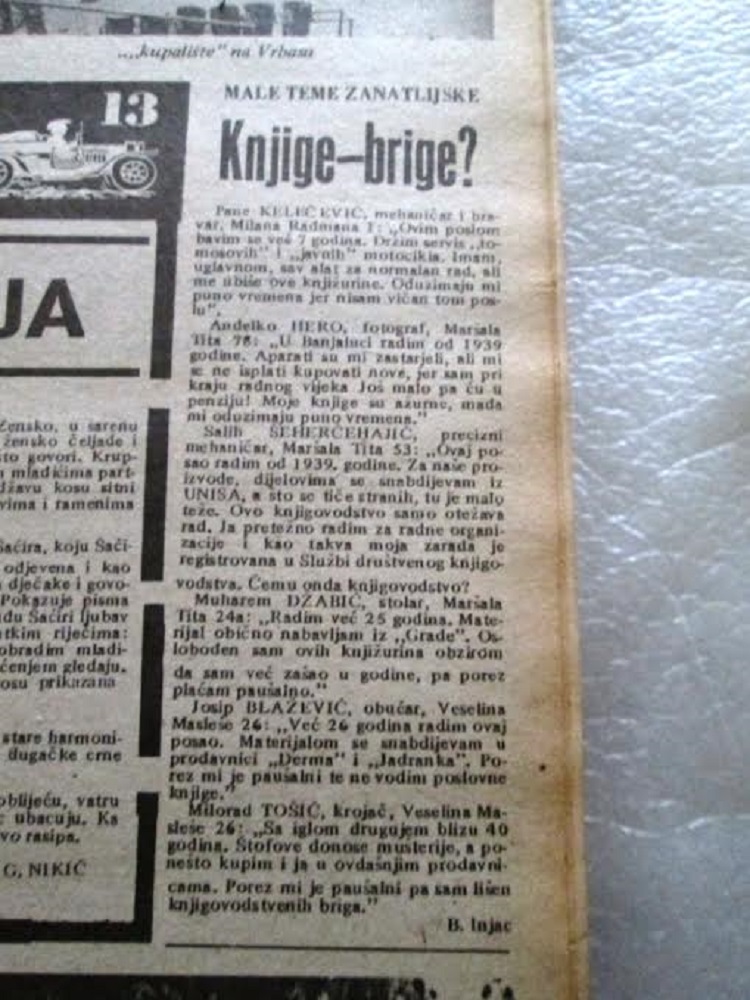 „„kupalište” na Vrbasu
13
MALE TEME ZANATLIJSKE
Knjige–brige?
Pane KELEČEVIĆ, mehaničar i bra-
var, Milana Radmana 1: „Ovim poslom
bavim se već 7 godina. Držim servis „to-
mosovih” i „javnih” motocikla. Imam,
uglavnom, sav alat za normalan rad, ali
me ubiše ove knjižurine. Oduzimaju mi
puno vremena jer nisam vičan tom pos-
lu”.
Anđelko HERO, fotograf, Maršala
Tita 78: „U Banjaluci radim od 1939
godine. Aparati su mi zastarjeli, ali mi
se ne isplati kupovati nove, jer sam pri
kraju radnog vijeka Još malo pa ću u
penziju! Moje knjige su ažurne, mada
mi oduzimaju puno vremena.”
Salih ŠEHERČEHAJIĆ, precizni
mehaničar, Maršala Tita 53: „Ovaj po-
sao radim od 1939. godine. Za naše pro-
izvode, dijelovima se snabdijevam iz
UNISA, a što se tiče stranih, tu je malo
teže. Ovo knjigovodstvo samo otežava
rad. Ja pretežno radim za radne organi-
zacije i kao takva moja zarada je
registrovana u Službi društvenog knjigo-
vodstva. Čemu onda knjigovodstvo?
Muharem DŽABIĆ, stolar, Maršala
Tita 24a: „Radim već 25 godina. Mate-
rijal obično nabavljam iz „Grade”. Os-
lobođen sam ovih knjižurina obzirom
da sam već zašao u godine, pa porez
plaćam paušalno.”
Josip BLAŽEVIĆ, obućar, Veselina
Masleše 26: „Već 26 godina radim ovaj
posao. Materijalom se snabdijevam u
prodavnici „Derma” i „Jadranka”. Po-
rez mi je paušalni te ne vodim poslovne
knjige.”
Milorad TOŠIĆ, krojač, Veselina Ma-
sleše 26: „Sa iglom drugujem blizu 40
godina. Štofove donose mušterije, a po-
nešto kupim i ja u ovdašnjim prodavni-
cama. Porez mi je paušalni pa sam lišen
knjigovodstvenih briga.”
B. Injac
JA
Žensko, u šarenu
žensko čeljade i
što govori. Krup-
mladićima part-
državu kosu sitni
vima i ramenima
Šaćira, koju Šaći-
odjevena i kao
dječake i govo-
Pokazuje pisma
du Šaćiri ljubav
tkim riječima:
obradim mladi-
ćenjem gledaju.
osu prikazana
stare harmoni-
dugačke crne
oblijeću, vatru
ubacuju. Ka
vo rasipa.
G. NIKIĆ